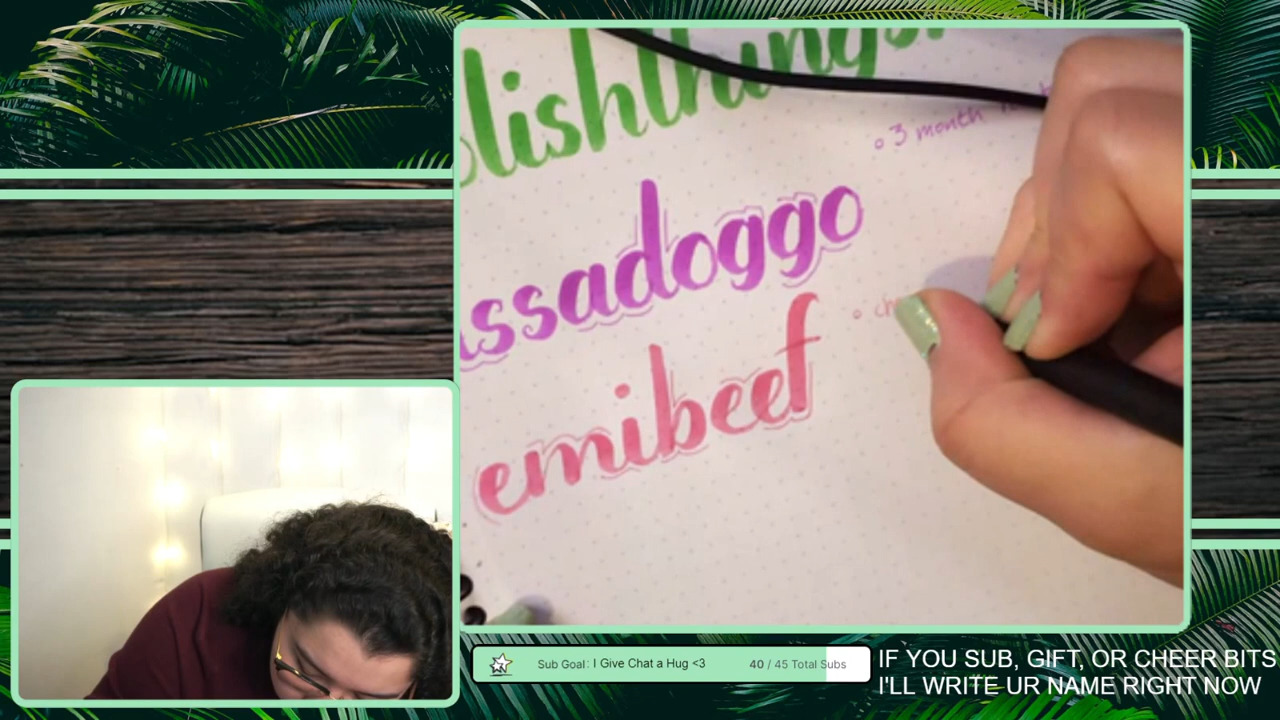 lishthings
3 month
ssadoggo
emibeef
Sub Goal: I Give Chat a Hug <3 40 / 45 Total Subs
IF YOU SUB, GIFT, OR CHEER BITS
I'LL WRITE UR NAME RIGHT NOW